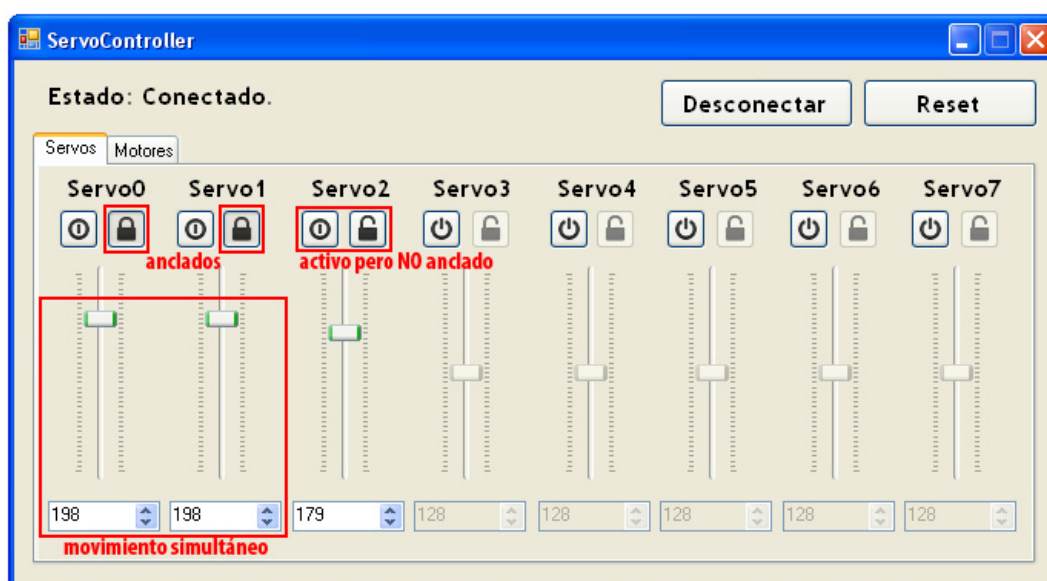 ServoController
Estado: Conectado.
Desconectar
Reset
Servos
Motores
Servo0 Servo1 Servo2 Servo3 Servo4 Servo5 Servo6 Servo7
anclados
activo pero NO anclado
198 198 179 128 128 128 128 128
movimiento simultáneo